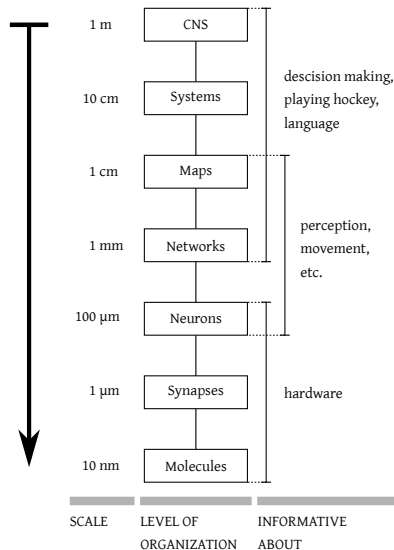 1 m
CNS
10 cm
Systems
descision making,
playing hockey,
language
1 cm
Maps
1 mm
Networks
perception,
movement,
etc.
100 μm
Neurons
1 μm
Synapses
hardware
10 nm
Molecules
SCALE
LEVEL OF
ORGANIZATION
INFORMATIVE
ABOUT